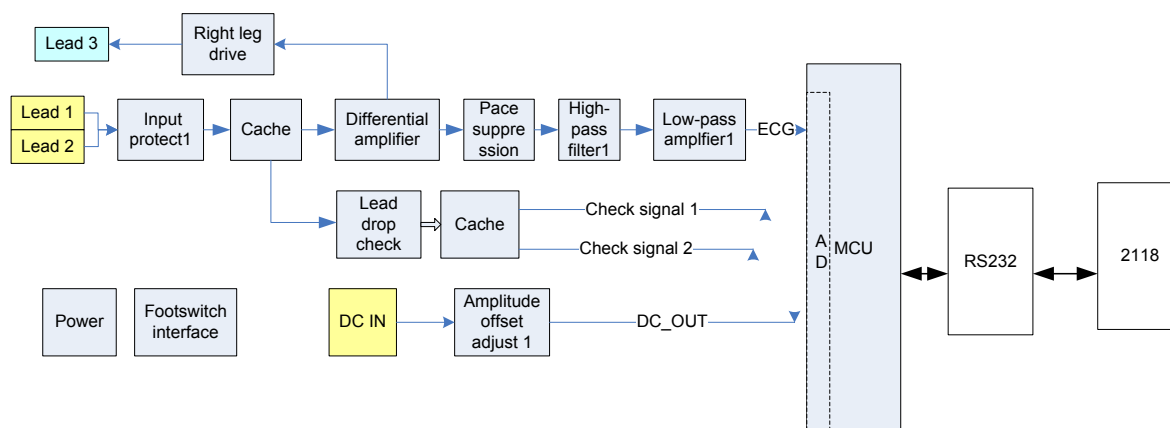 Lead 3
Right leg
drive
Lead 1
Lead 2
Input
protect1
Cache
Differential
amplifier
Pace
suppre
ssion
High-
pass
filter1
Low-pass
amplfier1
ECG
Lead
drop
check
Cache
Check signal 1
Check signal 2
A
D
MCU
RS232
2118
Power
Footswitch
interface
DC IN
Amplitude
offset
adjust 1
DC_OUT